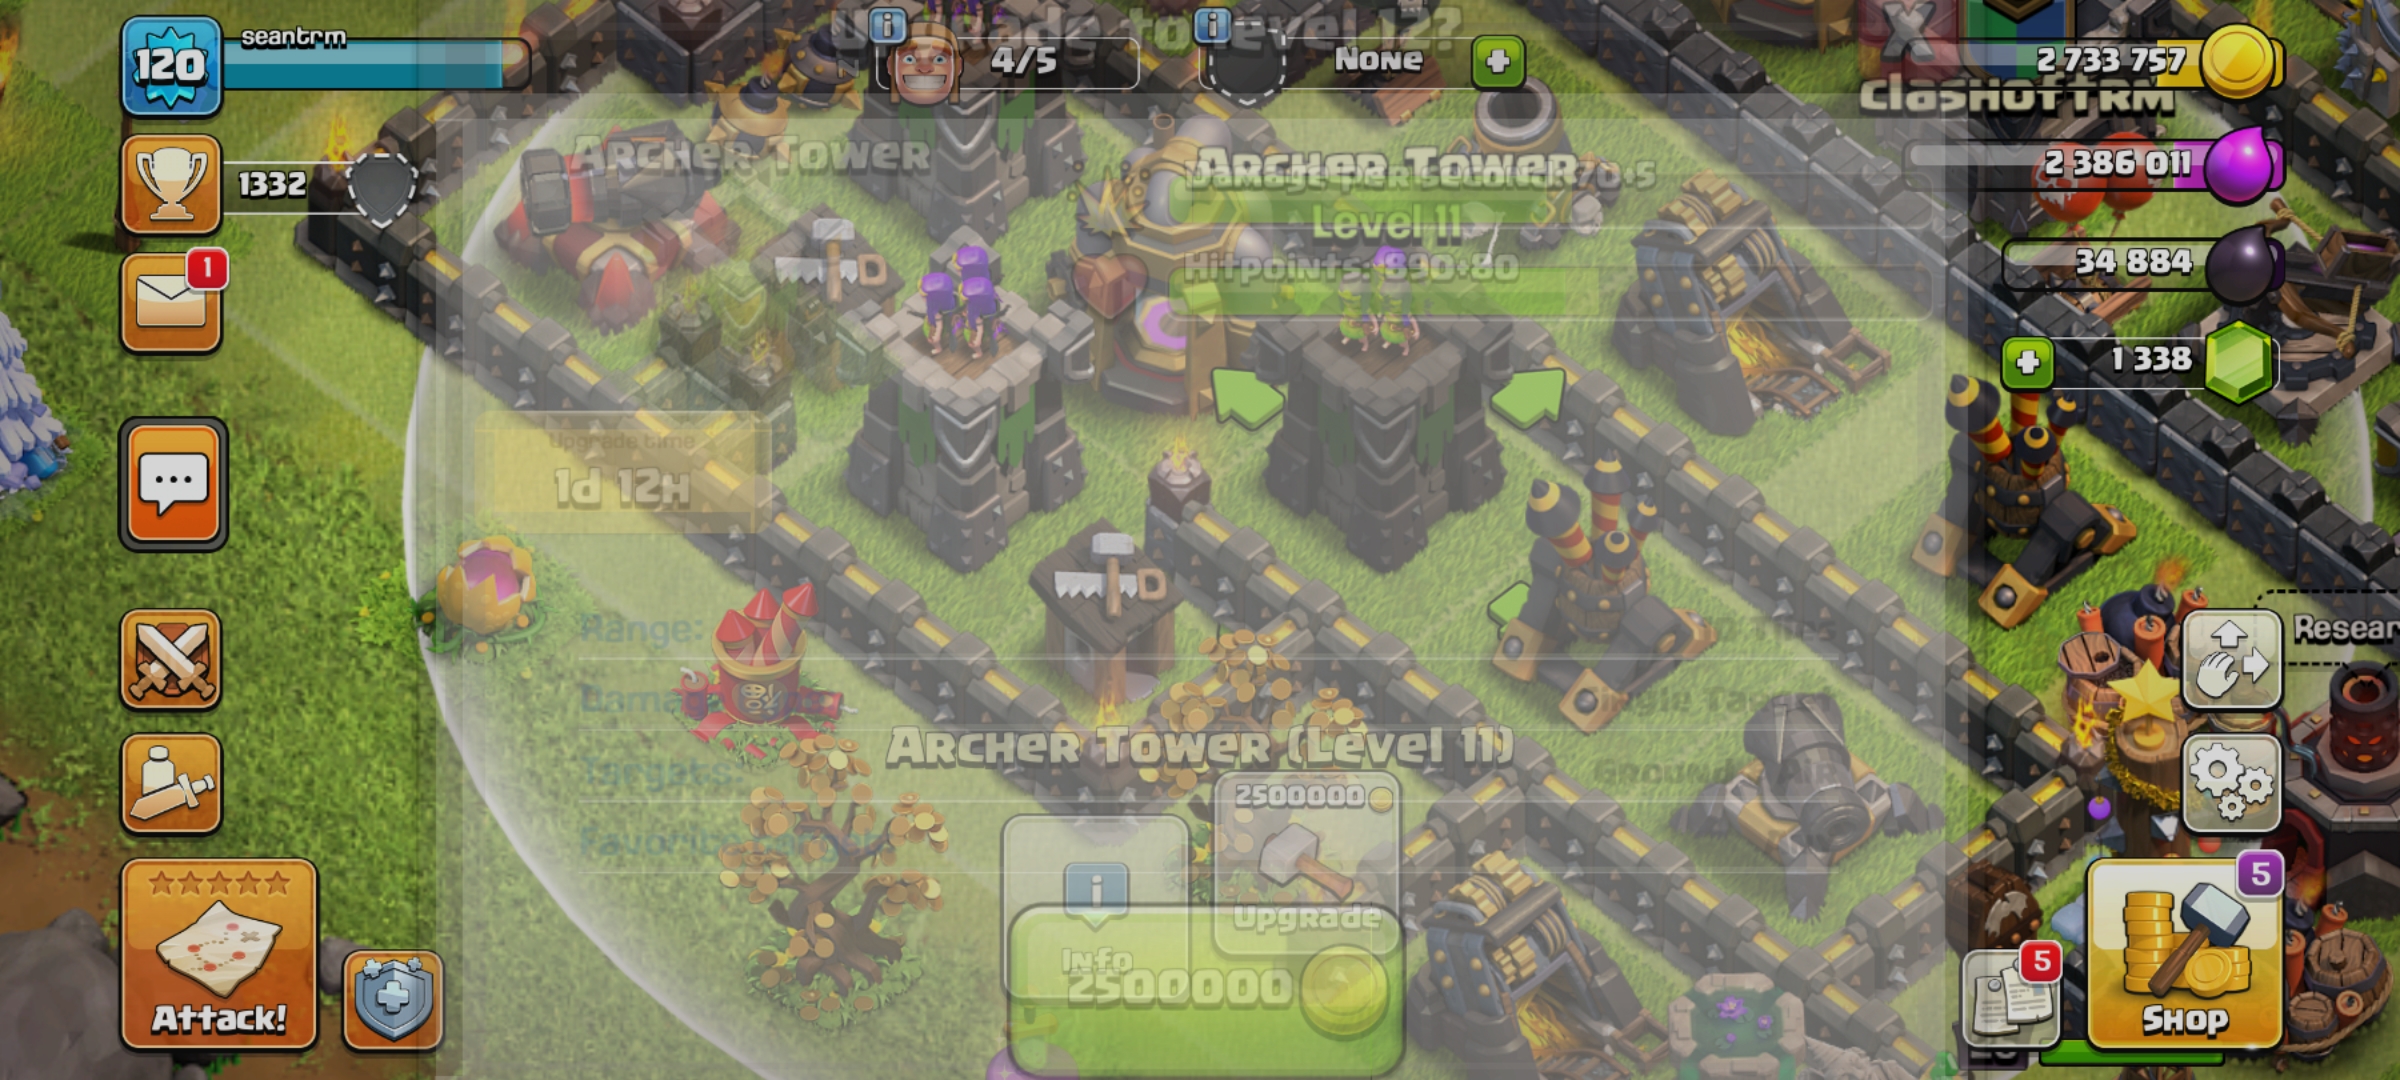 Upgrade to level 12?
120
seantrm
4/5
None
2 733 757
ClashOfTRM
1332
Archer Tower
Archer Tower
Damage per second: 70+5
2 386 011
Level 11
1
Hitpoints: 890+80
34 884
1 338
Upgrade time
1d 12H
Range:
Tiles
Resear
Single Target
Targets:
Archer Tower (Level 11)
Ground & Air
2500000
5
Upgrade
Info
2500000
5
Attack!
Shop